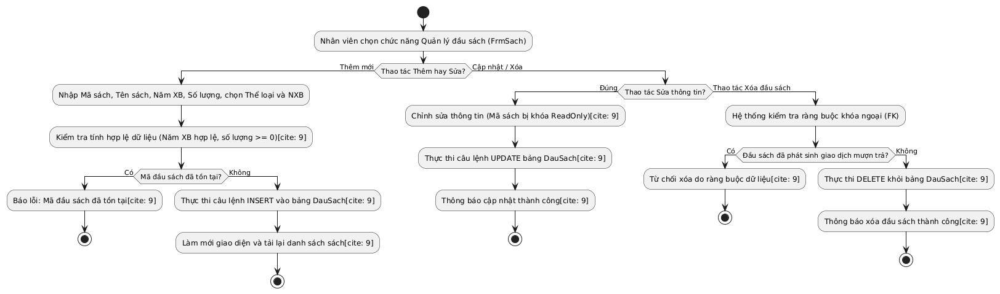 Nhân viên chọn chức năng Quản lý đầu sách (FrmSach)
Thao tác Thêm hay Sửa?
Thêm mới
Cập nhật / Xóa
Nhập Mã sách, Tên sách, Năm XB, Số lượng, chọn Thể loại và NXB
Kiểm tra tính hợp lệ dữ liệu (Năm XB hợp lệ, số lượng >= 0)[cite: 9]
Mã đầu sách đã tồn tại?
Có
Không
Báo lỗi: Mã đầu sách đã tồn tại[cite: 9]
Thực thi câu lệnh INSERT vào bảng DauSach[cite: 9]
Làm mới giao diện và tải lại danh sách sách[cite: 9]
Thao tác Sửa thông tin?
Đúng
Thao tác Xóa đầu sách
Chỉnh sửa thông tin (Mã sách bị khóa ReadOnly)[cite: 9]
Thực thi câu lệnh UPDATE bảng DauSach[cite: 9]
Thông báo cập nhật thành công[cite: 9]
Hệ thống kiểm tra ràng buộc khóa ngoại (FK)
Đầu sách đã phát sinh giao dịch mượn trả?
Có
Không
Từ chối xóa do ràng buộc dữ liệu[cite: 9]
Thực thi DELETE khỏi bảng DauSach[cite: 9]
Thông báo xóa đầu sách thành công[cite: 9]